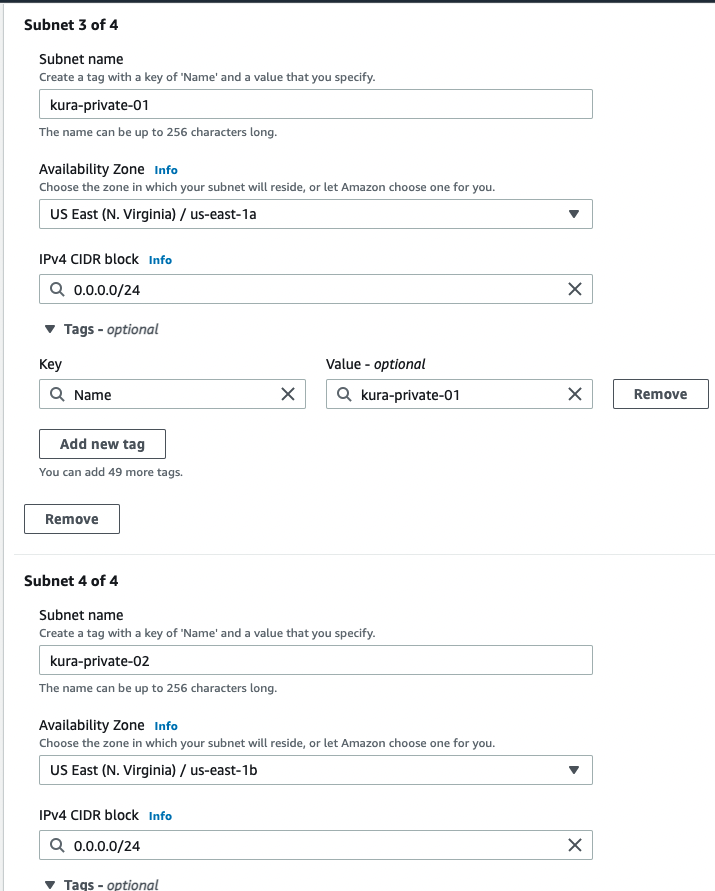 Subnet 3 of 4
Subnet name
Create a tag with a key of 'Name' and a value that you specify.
kura-private-01
The name can be up to 256 characters long.
Availability Zone Info
Choose the zone in which your subnet will reside, or let Amazon choose one for you.
US East (N. Virginia) / us-east-1a
IPv4 CIDR block Info
0.0.0.0/24
Tags - optional
Key Value - optional
Name kura-private-01 Remove
Add new tag
You can add 49 more tags.
Remove
Subnet 4 of 4
Subnet name
Create a tag with a key of 'Name' and a value that you specify.
kura-private-02
The name can be up to 256 characters long.
Availability Zone Info
Choose the zone in which your subnet will reside, or let Amazon choose one for you.
US East (N. Virginia) / us-east-1b
IPv4 CIDR block Info
0.0.0.0/24
Tags - optional